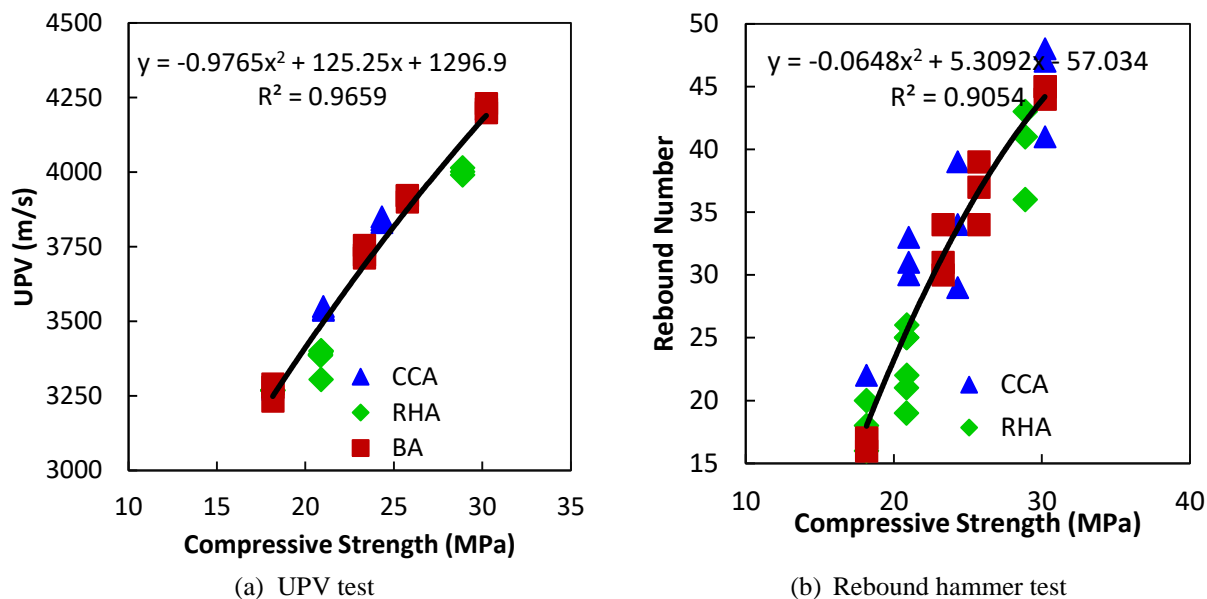 4500
4250
4000
3750
3500
3250
3000
UPV (m/s)
y = -0.9765x² + 125.25x + 1296.9
R² = 0.9659
CCA
RHA
BA
10 15 20 25 30 35
Compressive Strength (MPa)
(a) UPV test
50
45
40
35
30
25
20
15
Rebound Number
y = -0.0648x² + 5.3092x - 57.034
R² = 0.9054
CCA
RHA
10 20 30 40
Compressive Strength (MPa)
(b) Rebound hammer test